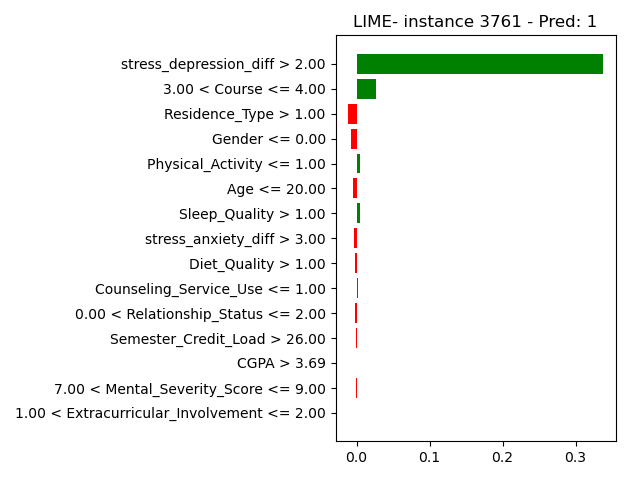 LIME- instance 3761 - Pred: 1
stress_depression_diff > 2.00
3.00 < Course <= 4.00
Residence_Type > 1.00
Gender <= 0.00
Physical_Activity <= 1.00
Age <= 20.00
Sleep_Quality > 1.00
stress_anxiety_diff > 3.00
Diet_Quality > 1.00
Counseling_Service_Use <= 1.00
0.00 < Relationship_Status <= 2.00
Semester_Credit_Load > 26.00
CGPA > 3.69
7.00 < Mental_Severity_Score <= 9.00
1.00 < Extracurricular_Involvement <= 2.00
0.0 0.1 0.2 0.3